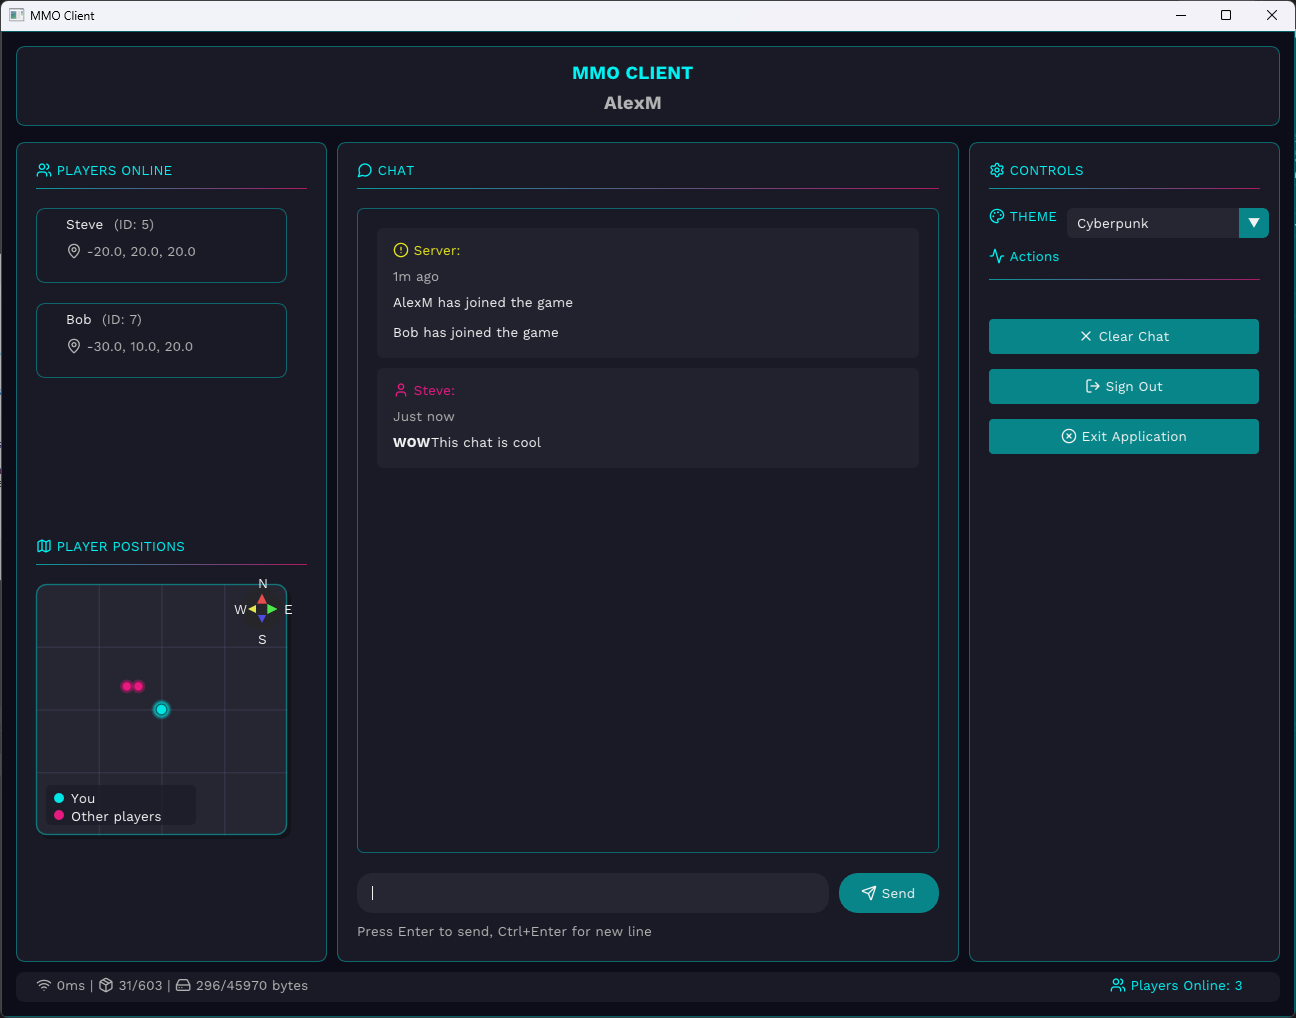 MMO Client
MMO CLIENT
AlexM
PLAYERS ONLINE
Steve (ID: 5)
-20.0, 20.0, 20.0
Bob (ID: 7)
-30.0, 10.0, 20.0
PLAYER POSITIONS
N
W E
S
You
Other players
CHAT
Server:
1m ago
AlexM has joined the game
Bob has joined the game
Steve:
Just now
WOWThis chat is cool
Send
Press Enter to send, Ctrl+Enter for new line
CONTROLS
THEME Cyberpunk
Actions
Clear Chat
Sign Out
Exit Application
0ms | 31/603 | 296/45970 bytes
Players Online: 3